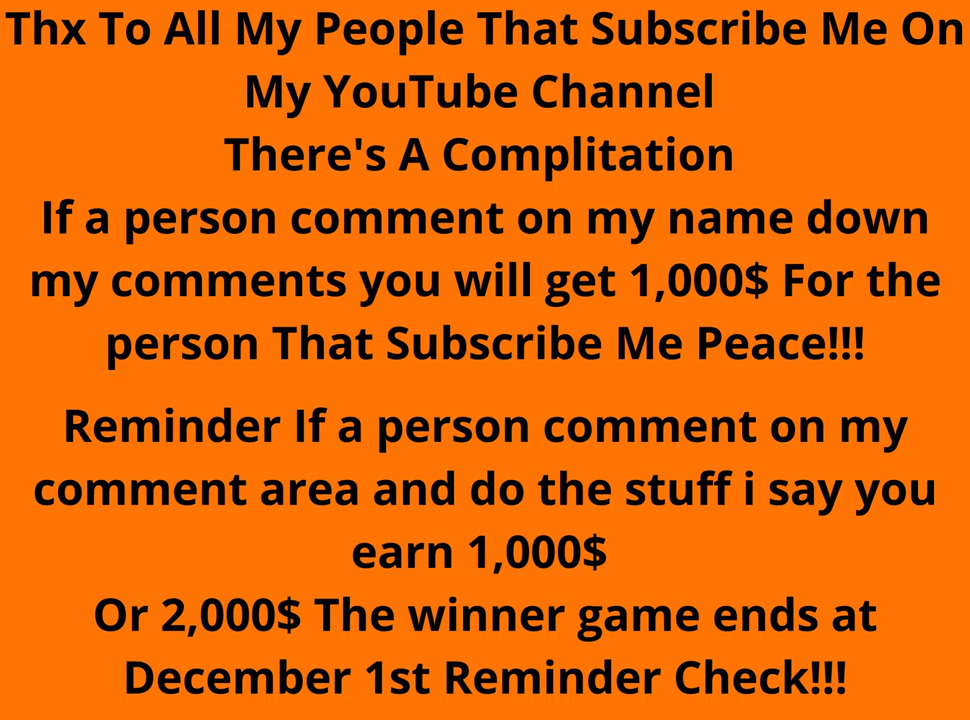 Thx To All My People That Subscribe Me On
My YouTube Channel
There's A Complitation
If a person comment on my name down
my comments you will get 1,000$ For the
person That Subscribe Me Peace!!!
Reminder If a person comment on my
comment area and do the stuff i say you
earn 1,000$
Or 2,000$ The winner game ends at
December 1st Reminder Check!!!